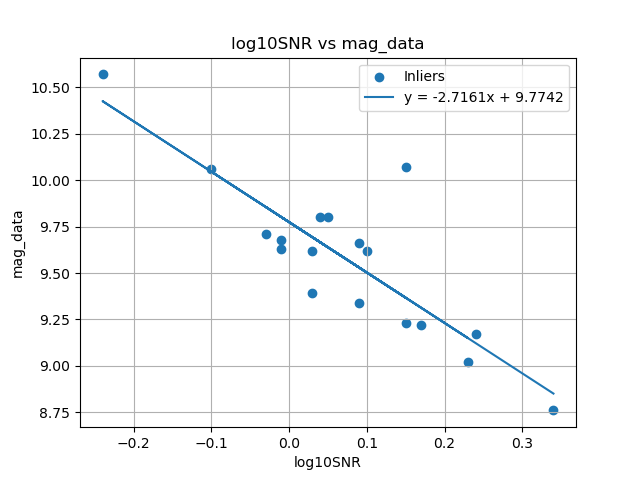 log10SNR vs mag_data
Inliers
y = -2.7161x + 9.7742
10.50
10.25
10.00
9.75
9.50
9.25
9.00
8.75
mag_data
−0.2
−0.1
0.0
0.1
0.2
0.3
log10SNR